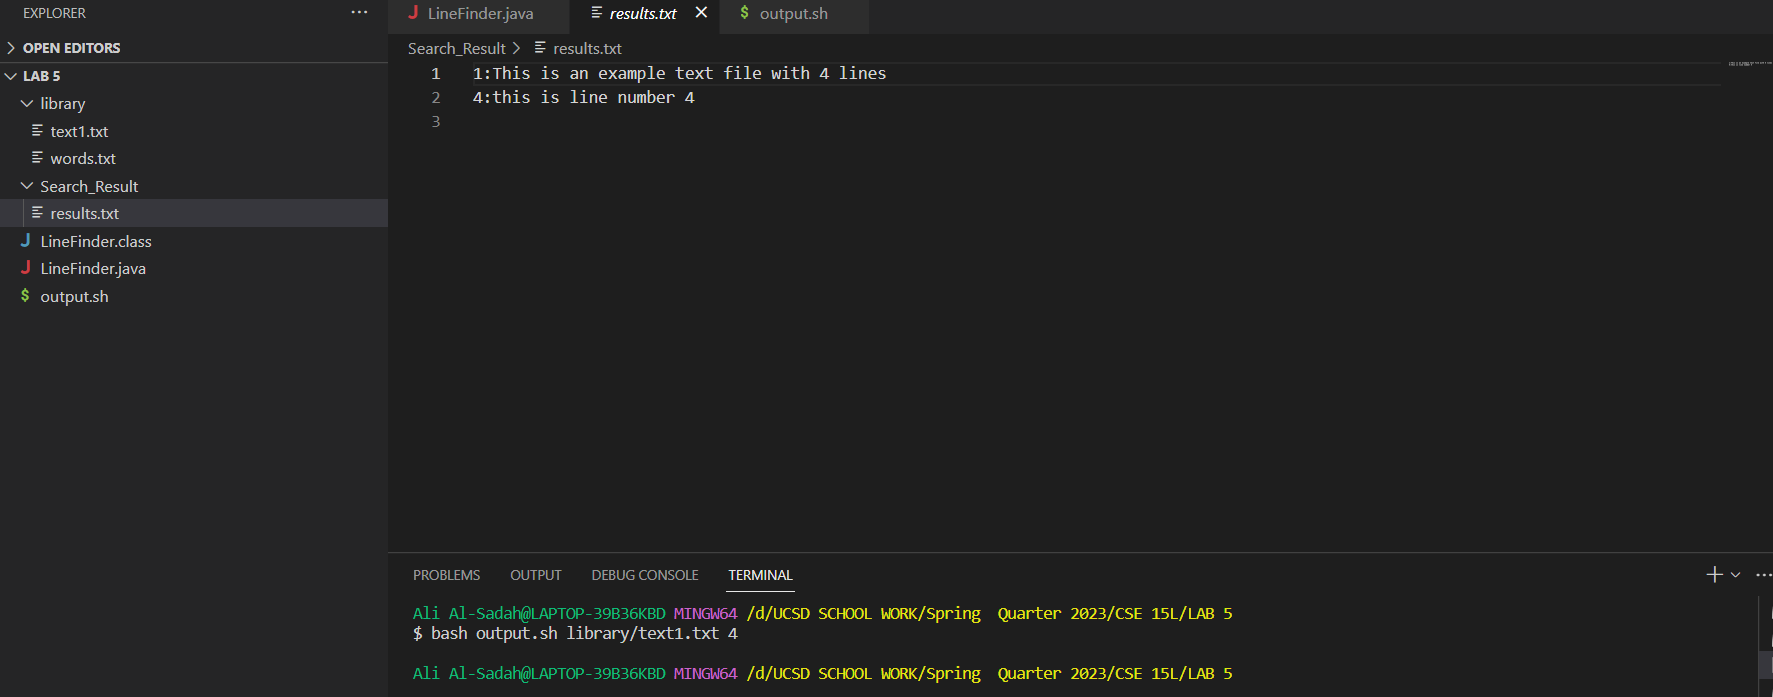 EXPLORER
OPEN EDITORS
LAB 5
library
text1.txt
words.txt
Search_Result
results.txt
LineFinder.class
LineFinder.java
output.sh
LineFinder.java
results.txt
output.sh
Search_Result
results.txt
1 1:This is an example text file with 4 lines
2 4:this is line number 4
3
PROBLEMS OUTPUT DEBUG CONSOLE TERMINAL
Ali Al-Sadah@LAPTOP-39B36KBD MINGW64 /d/UCSD SCHOOL WORK/Spring  Quarter 2023/CSE 15L/LAB 5
$ bash output.sh library/text1.txt 4
Ali Al-Sadah@LAPTOP-39B36KBD MINGW64 /d/UCSD SCHOOL WORK/Spring  Quarter 2023/CSE 15L/LAB 5